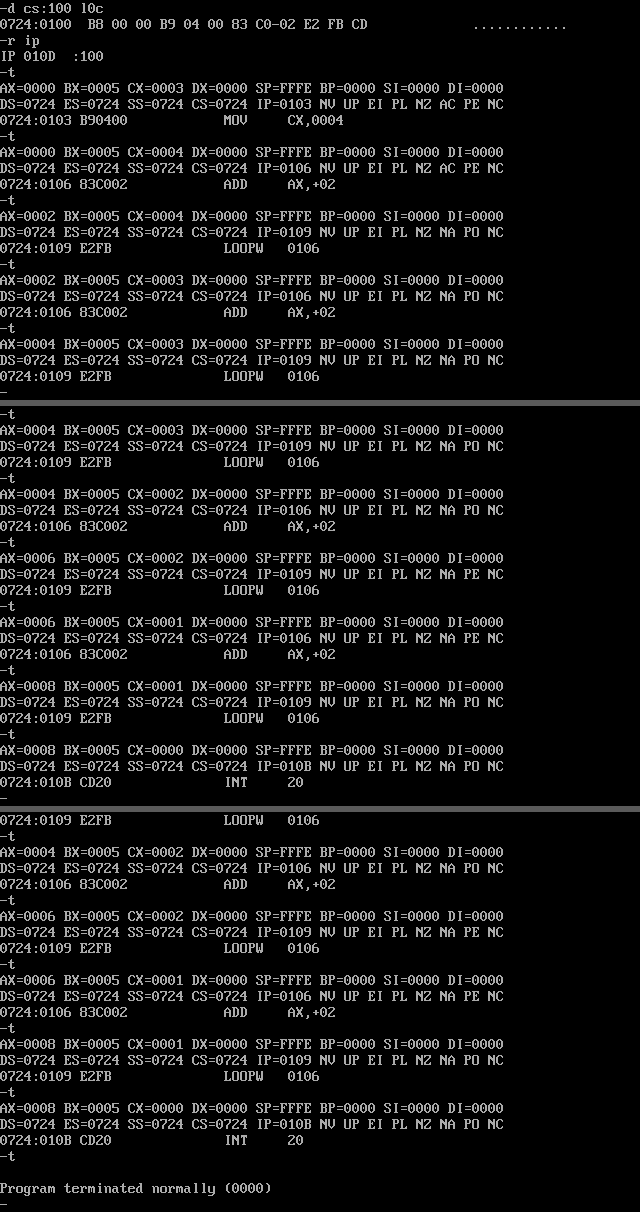 -d cs:100 l0c
0724:0100  B8 00 00 B9 04 00 83 C0-02 E2 FB CD             ............
-r ip
IP 010D  :100
-t
AX=0000 BX=0005 CX=0003 DX=0000 SP=FFFE BP=0000 SI=0000 DI=0000
DS=0724 ES=0724 SS=0724 CS=0724 IP=0103 NV UP EI PL NZ AC PE NC
0724:0103 B90400            MOV     CX,0004
-t
AX=0000 BX=0005 CX=0004 DX=0000 SP=FFFE BP=0000 SI=0000 DI=0000
DS=0724 ES=0724 SS=0724 CS=0724 IP=0106 NV UP EI PL NZ AC PE NC
0724:0106 83C002            ADD     AX,+02
-t
AX=0002 BX=0005 CX=0004 DX=0000 SP=FFFE BP=0000 SI=0000 DI=0000
DS=0724 ES=0724 SS=0724 CS=0724 IP=0109 NV UP EI PL NZ NA PO NC
0724:0109 E2FB              LOOPW   0106
-t
AX=0002 BX=0005 CX=0003 DX=0000 SP=FFFE BP=0000 SI=0000 DI=0000
DS=0724 ES=0724 SS=0724 CS=0724 IP=0106 NV UP EI PL NZ NA PO NC
0724:0106 83C002            ADD     AX,+02
-t
AX=0004 BX=0005 CX=0003 DX=0000 SP=FFFE BP=0000 SI=0000 DI=0000
DS=0724 ES=0724 SS=0724 CS=0724 IP=0109 NV UP EI PL NZ NA PO NC
0724:0109 E2FB              LOOPW   0106
-
-t
AX=0004 BX=0005 CX=0003 DX=0000 SP=FFFE BP=0000 SI=0000 DI=0000
DS=0724 ES=0724 SS=0724 CS=0724 IP=0109 NV UP EI PL NZ NA PO NC
0724:0109 E2FB              LOOPW   0106
-t
AX=0004 BX=0005 CX=0002 DX=0000 SP=FFFE BP=0000 SI=0000 DI=0000
DS=0724 ES=0724 SS=0724 CS=0724 IP=0106 NV UP EI PL NZ NA PO NC
0724:0106 83C002            ADD     AX,+02
-t
AX=0006 BX=0005 CX=0002 DX=0000 SP=FFFE BP=0000 SI=0000 DI=0000
DS=0724 ES=0724 SS=0724 CS=0724 IP=0109 NV UP EI PL NZ NA PE NC
0724:0109 E2FB              LOOPW   0106
-t
AX=0006 BX=0005 CX=0001 DX=0000 SP=FFFE BP=0000 SI=0000 DI=0000
DS=0724 ES=0724 SS=0724 CS=0724 IP=0106 NV UP EI PL NZ NA PE NC
0724:0106 83C002            ADD     AX,+02
-t
AX=0008 BX=0005 CX=0001 DX=0000 SP=FFFE BP=0000 SI=0000 DI=0000
DS=0724 ES=0724 SS=0724 CS=0724 IP=0109 NV UP EI PL NZ NA PO NC
0724:0109 E2FB              LOOPW   0106
-t
AX=0008 BX=0005 CX=0000 DX=0000 SP=FFFE BP=0000 SI=0000 DI=0000
DS=0724 ES=0724 SS=0724 CS=0724 IP=010B NV UP EI PL NZ NA PO NC
0724:010B CD20              INT     20
-
0724:0109 E2FB              LOOPW   0106
-t
AX=0004 BX=0005 CX=0002 DX=0000 SP=FFFE BP=0000 SI=0000 DI=0000
DS=0724 ES=0724 SS=0724 CS=0724 IP=0106 NV UP EI PL NZ NA PO NC
0724:0106 83C002            ADD     AX,+02
-t
AX=0006 BX=0005 CX=0002 DX=0000 SP=FFFE BP=0000 SI=0000 DI=0000
DS=0724 ES=0724 SS=0724 CS=0724 IP=0109 NV UP EI PL NZ NA PE NC
0724:0109 E2FB              LOOPW   0106
-t
AX=0006 BX=0005 CX=0001 DX=0000 SP=FFFE BP=0000 SI=0000 DI=0000
DS=0724 ES=0724 SS=0724 CS=0724 IP=0106 NV UP EI PL NZ NA PE NC
0724:0106 83C002            ADD     AX,+02
-t
AX=0008 BX=0005 CX=0001 DX=0000 SP=FFFE BP=0000 SI=0000 DI=0000
DS=0724 ES=0724 SS=0724 CS=0724 IP=0109 NV UP EI PL NZ NA PO NC
0724:0109 E2FB              LOOPW   0106
-t
AX=0008 BX=0005 CX=0000 DX=0000 SP=FFFE BP=0000 SI=0000 DI=0000
DS=0724 ES=0724 SS=0724 CS=0724 IP=010B NV UP EI PL NZ NA PO NC
0724:010B CD20              INT     20
-t
Program terminated normally (0000)
-